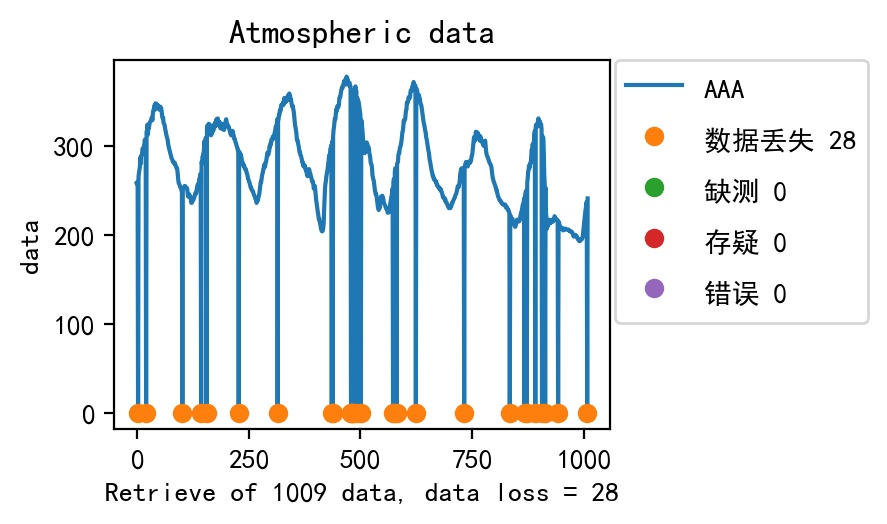 Atmospheric data
AAA
数据丢失 28
缺测 0
存疑 0
错误 0
data
300
200
100
0
0 250 500 750 1000
Retrieve of 1009 data, data loss = 28